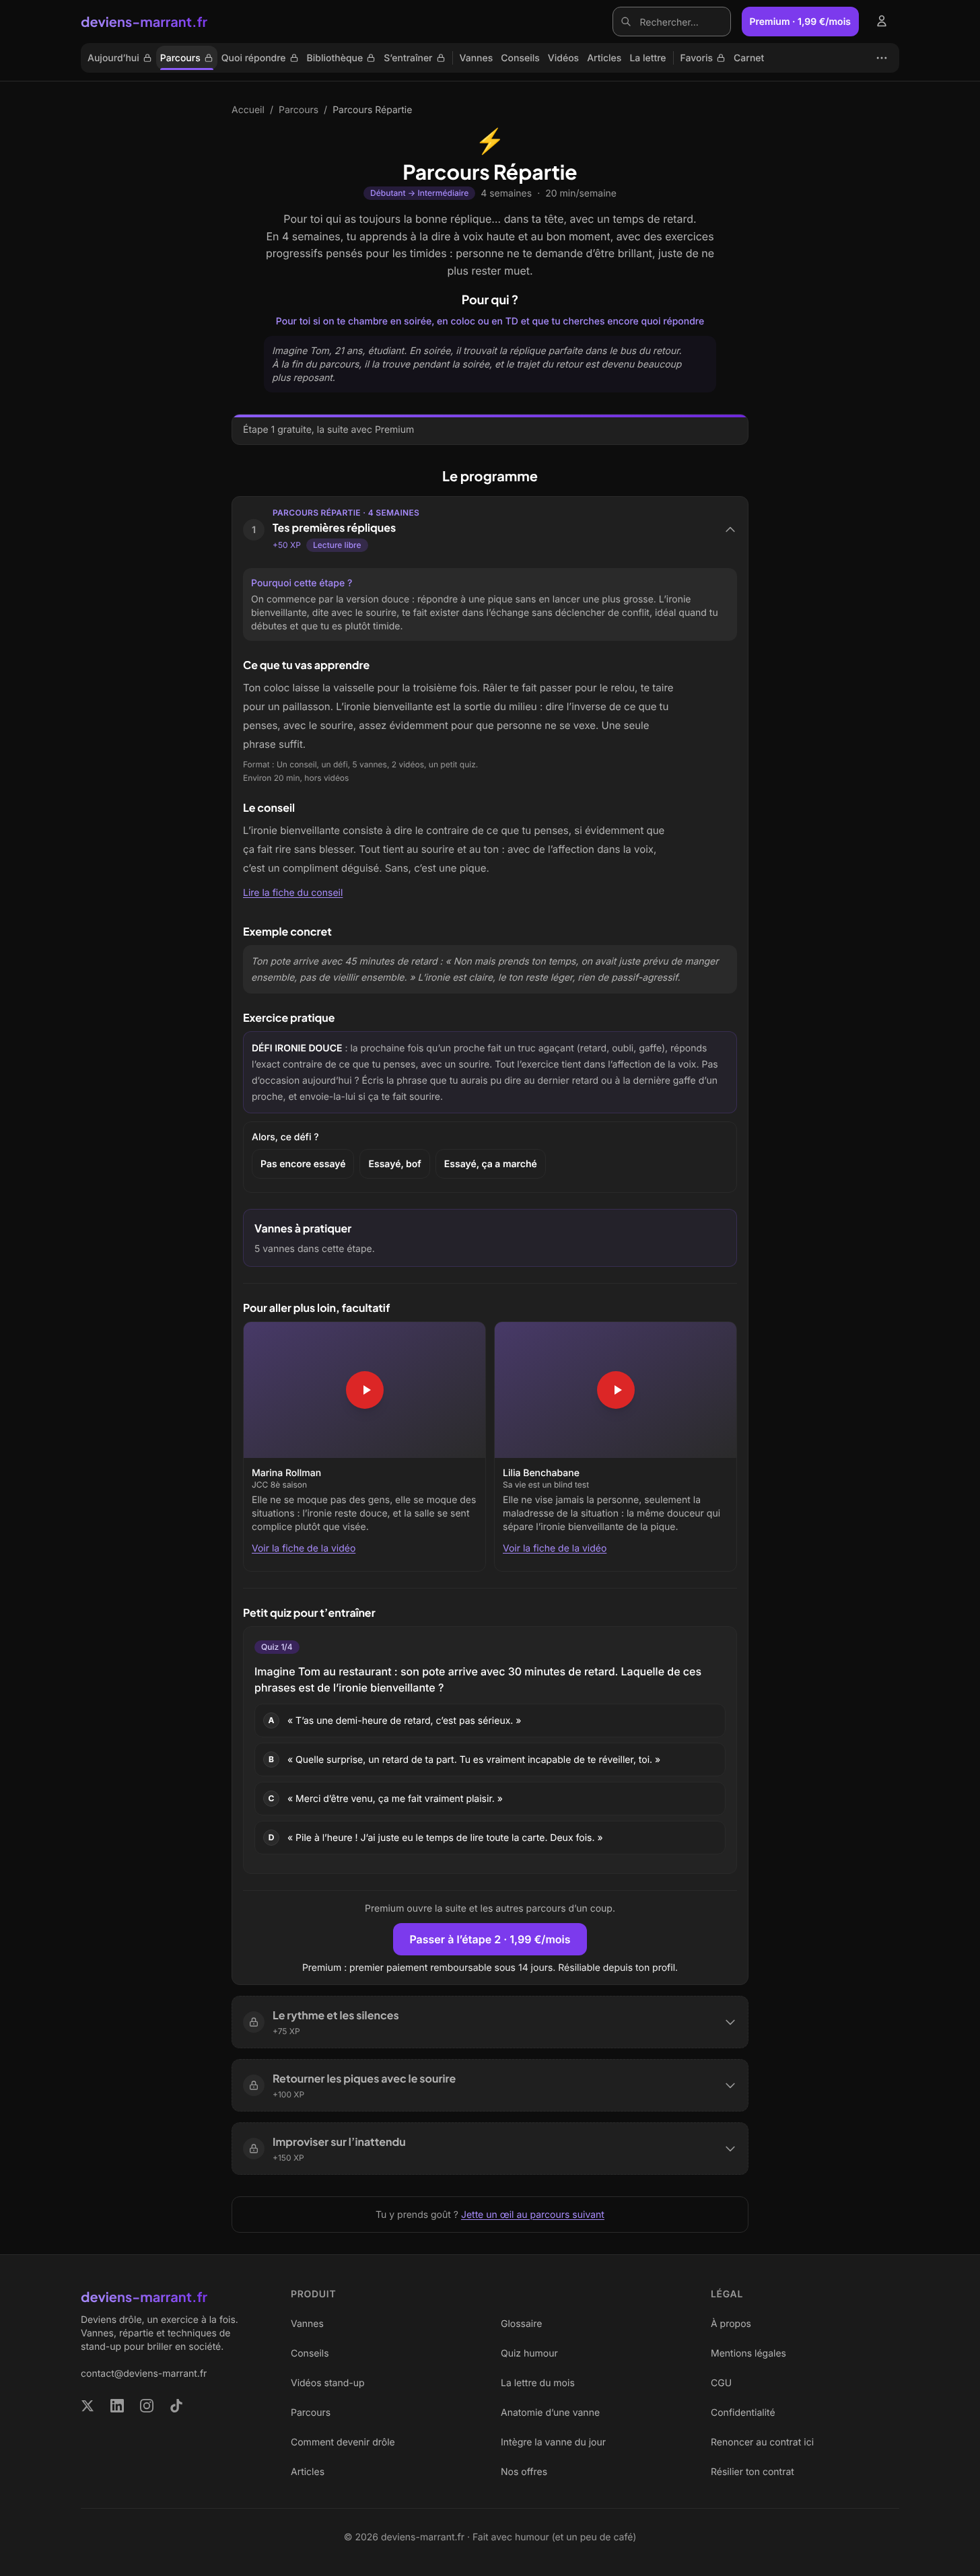 deviens-marrant.fr
Rechercher...
Premium · 1,99 €/mois
Aujourd’hui Parcours Quoi répondre Bibliothèque S’entraîner Vannes Conseils Vidéos Articles La lettre Favoris Carnet
Accueil / Parcours / Parcours Répartie
Parcours Répartie
Débutant → Intermédiaire 4 semaines · 20 min/semaine
Pour toi qui as toujours la bonne réplique... dans ta tête, avec un temps de retard.
En 4 semaines, tu apprends à la dire à voix haute et au bon moment, avec des exercices
progressifs pensés pour les timides : personne ne te demande d’être brillant, juste de ne
plus rester muet.
Pour qui ?
Pour toi si on te chambre en soirée, en coloc ou en TD et que tu cherches encore quoi répondre
Imagine Tom, 21 ans, étudiant. En soirée, il trouvait la réplique parfaite dans le bus du retour.
À la fin du parcours, il la trouve pendant la soirée, et le trajet du retour est devenu beaucoup
plus reposant.
Étape 1 gratuite, la suite avec Premium
Le programme
PARCOURS RÉPARTIE · 4 SEMAINES
1
Tes premières répliques
+50 XP Lecture libre
Pourquoi cette étape ?
On commence par la version douce : répondre à une pique sans en lancer une plus grosse. L’ironie
bienveillante, dite avec le sourire, te fait exister dans l’échange sans déclencher de conflit, idéal quand tu
débutes et que tu es plutôt timide.
Ce que tu vas apprendre
Ton coloc laisse la vaisselle pour la troisième fois. Râler te fait passer pour le relou, te taire
pour un paillasson. L’ironie bienveillante est la sortie du milieu : dire l’inverse de ce que tu
penses, avec le sourire, assez évidemment pour que personne ne se vexe. Une seule
phrase suffit.
Format : Un conseil, un défi, 5 vannes, 2 vidéos, un petit quiz.
Environ 20 min, hors vidéos
Le conseil
L’ironie bienveillante consiste à dire le contraire de ce que tu penses, si évidemment que
ça fait rire sans blesser. Tout tient au sourire et au ton : avec de l’affection dans la voix,
c’est un compliment déguisé. Sans, c’est une pique.
Lire la fiche du conseil
Exemple concret
Ton pote arrive avec 45 minutes de retard : « Non mais prends ton temps, on avait juste prévu de manger
ensemble, pas de vieillir ensemble. » L’ironie est claire, le ton reste léger, rien de passif-agressif.
Exercice pratique
DÉFI IRONIE DOUCE : la prochaine fois qu’un proche fait un truc agaçant (retard, oubli, gaffe), réponds
l’exact contraire de ce que tu penses, avec un sourire. Tout l’exercice tient dans l’affection de la voix. Pas
d’occasion aujourd’hui ? Écris la phrase que tu aurais pu dire au dernier retard ou à la dernière gaffe d’un
proche, et envoie-la-lui si ça te fait sourire.
Alors, ce défi ?
Pas encore essayé Essayé, bof Essayé, ça a marché
Vannes à pratiquer
5 vannes dans cette étape.
Pour aller plus loin, facultatif
Marina Rollman
JCC 8è saison
Elle ne se moque pas des gens, elle se moque des
situations : l’ironie reste douce, et la salle se sent
complice plutôt que visée.
Voir la fiche de la vidéo
Lilia Benchabane
Sa vie est un blind test
Elle ne vise jamais la personne, seulement la
maladresse de la situation : la même douceur qui
sépare l’ironie bienveillante de la pique.
Voir la fiche de la vidéo
Petit quiz pour t’entraîner
Quiz 1/4
Imagine Tom au restaurant : son pote arrive avec 30 minutes de retard. Laquelle de ces
phrases est de l’ironie bienveillante ?
A « T’as une demi-heure de retard, c’est pas sérieux. »
B « Quelle surprise, un retard de ta part. Tu es vraiment incapable de te réveiller, toi. »
C « Merci d’être venu, ça me fait vraiment plaisir. »
D « Pile à l’heure ! J’ai juste eu le temps de lire toute la carte. Deux fois. »
Premium ouvre la suite et les autres parcours d’un coup.
Passer à l’étape 2 · 1,99 €/mois
Premium : premier paiement remboursable sous 14 jours. Résiliable depuis ton profil.
Le rythme et les silences
+75 XP
Retourner les piques avec le sourire
+100 XP
Improviser sur l’inattendu
+150 XP
Tu y prends goût ? Jette un œil au parcours suivant
deviens-marrant.fr
Deviens drôle, un exercice à la fois.
Vannes, répartie et techniques de
stand-up pour briller en société.
contact@deviens-marrant.fr
PRODUIT
Vannes
Conseils
Vidéos stand-up
Parcours
Comment devenir drôle
Articles
Glossaire
Quiz humour
La lettre du mois
Anatomie d’une vanne
Intègre la vanne du jour
Nos offres
LÉGAL
À propos
Mentions légales
CGU
Confidentialité
Renoncer au contrat ici
Résilier ton contrat
© 2026 deviens-marrant.fr · Fait avec humour (et un peu de café)